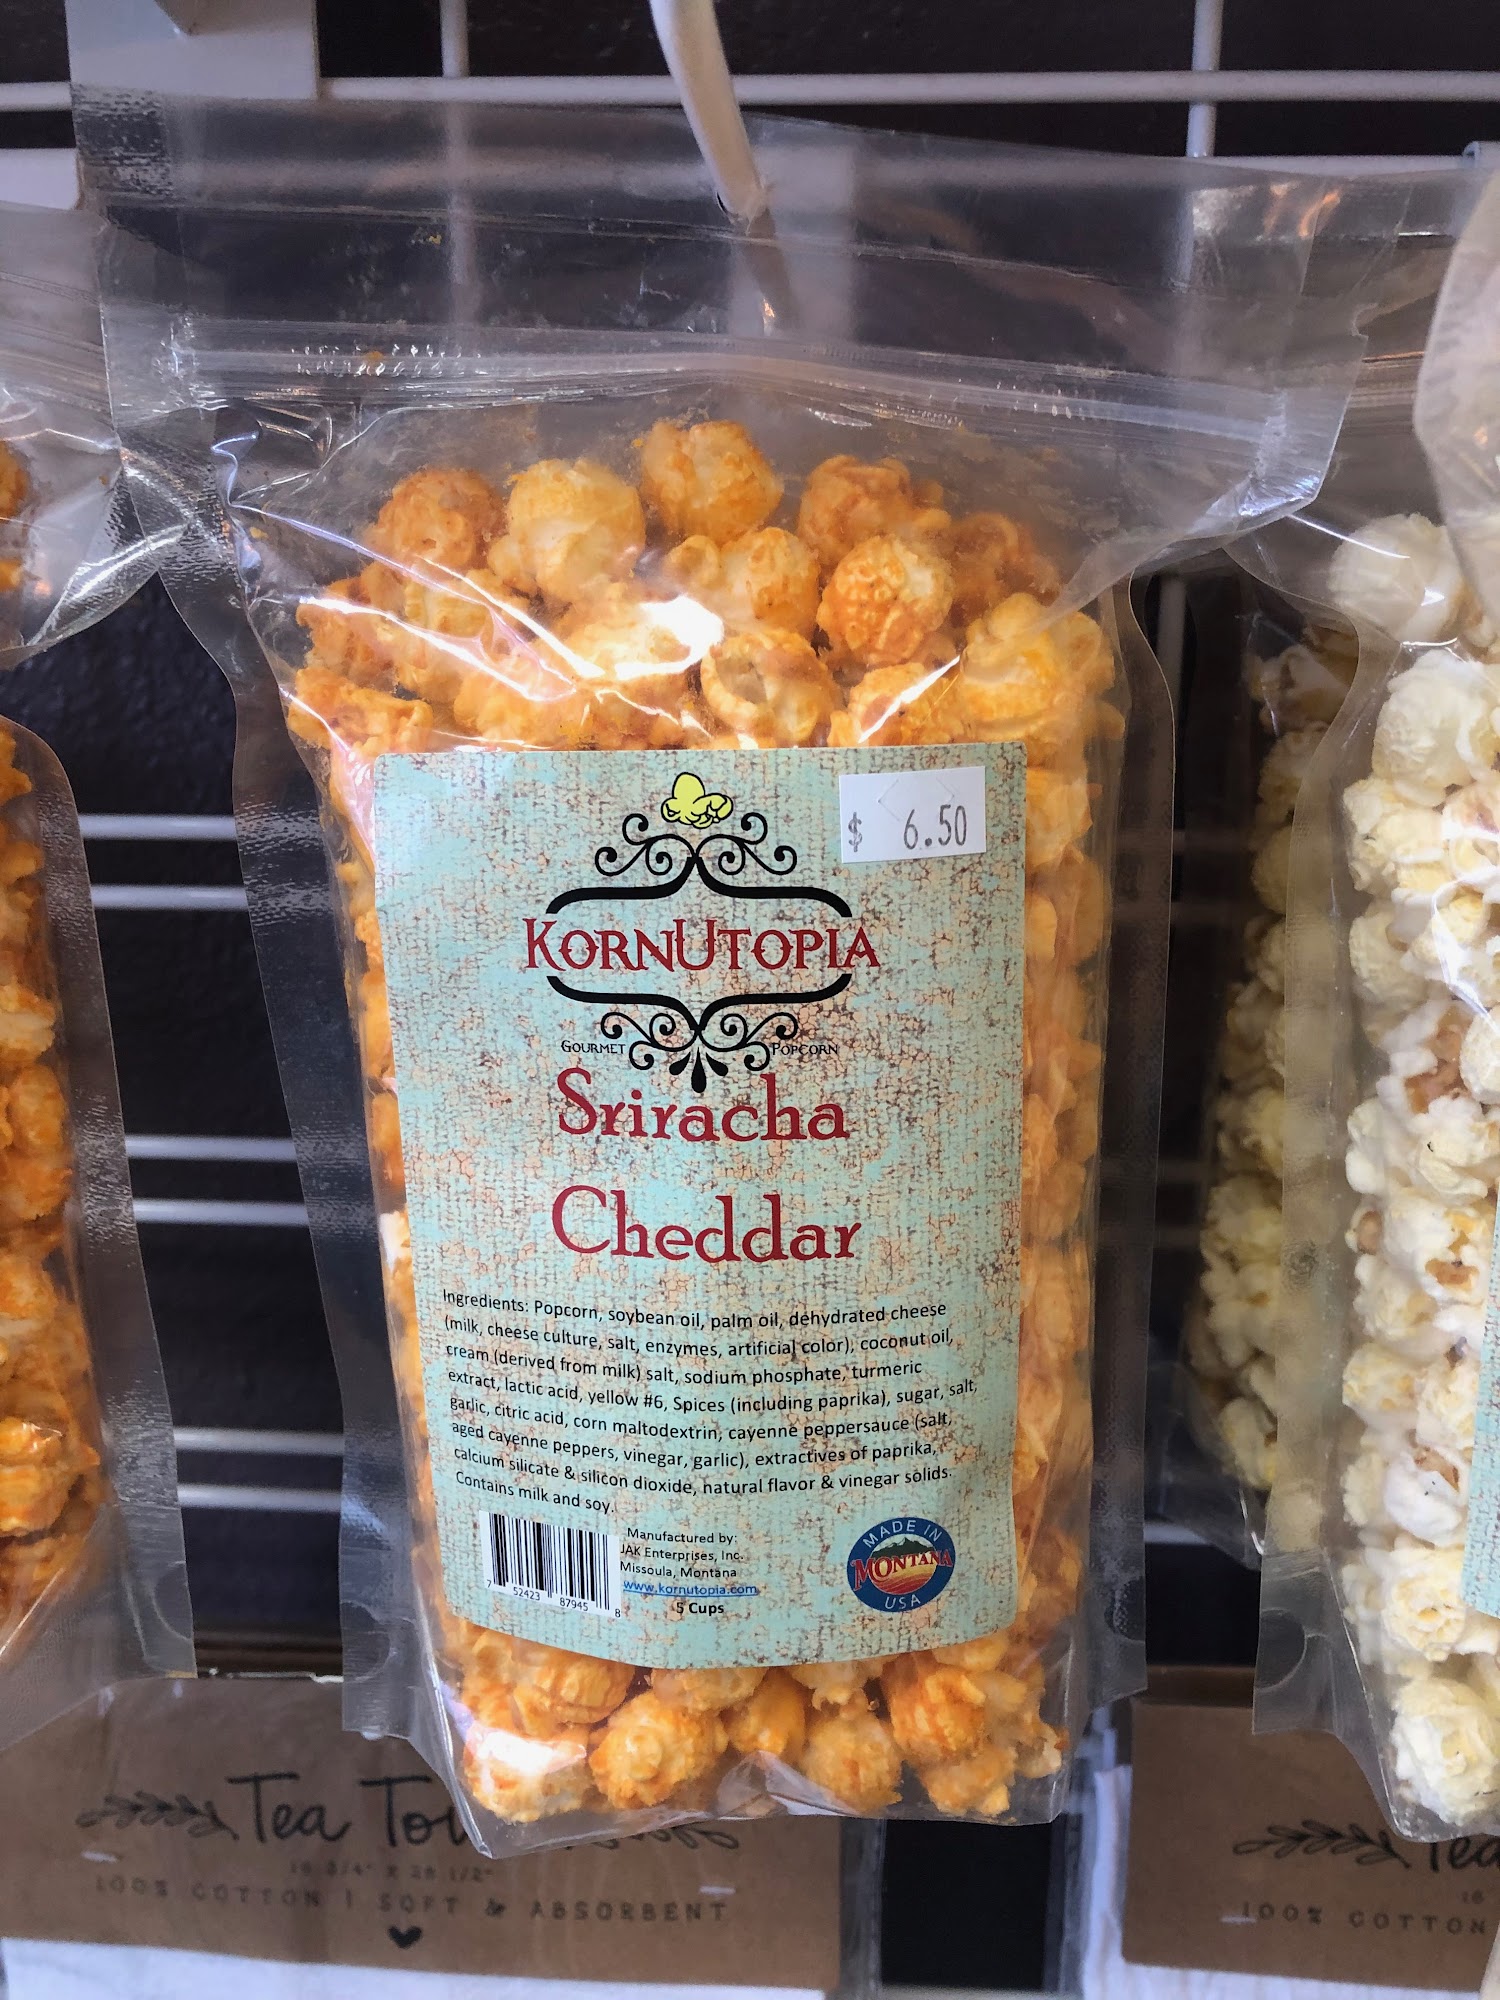 $ 6.50
KORNUTOPIA
GOURMET POPCORN
Sriracha
Cheddar
Ingredients: Popcorn, soybean oil, palm oil, dehydrated cheese
(milk, cheese culture, salt, enzymes, artificial color), coconut oil,
cream (derived from milk) salt, sodium phosphate, turmeric
extract, lactic acid, yellow #6, Spices (including paprika), sugar, salt,
garlic, citric acid, corn maltodextrin, cayenne peppersauce (salt,
aged cayenne peppers, vinegar, garlic), extractives of paprika,
calcium silicate & silicon dioxide, natural flavor & vinegar solids.
Contains milk and soy.
Manufactured by:
JAK Enterprises, Inc.
Missoula, Montana
www.kornutopia.com
5 Cups
7 52423 87945 8
MADE IN
MONTANA
USA
Tea
100% COTTON | SOFT & ABSORBENT
Tea
100% COTTON